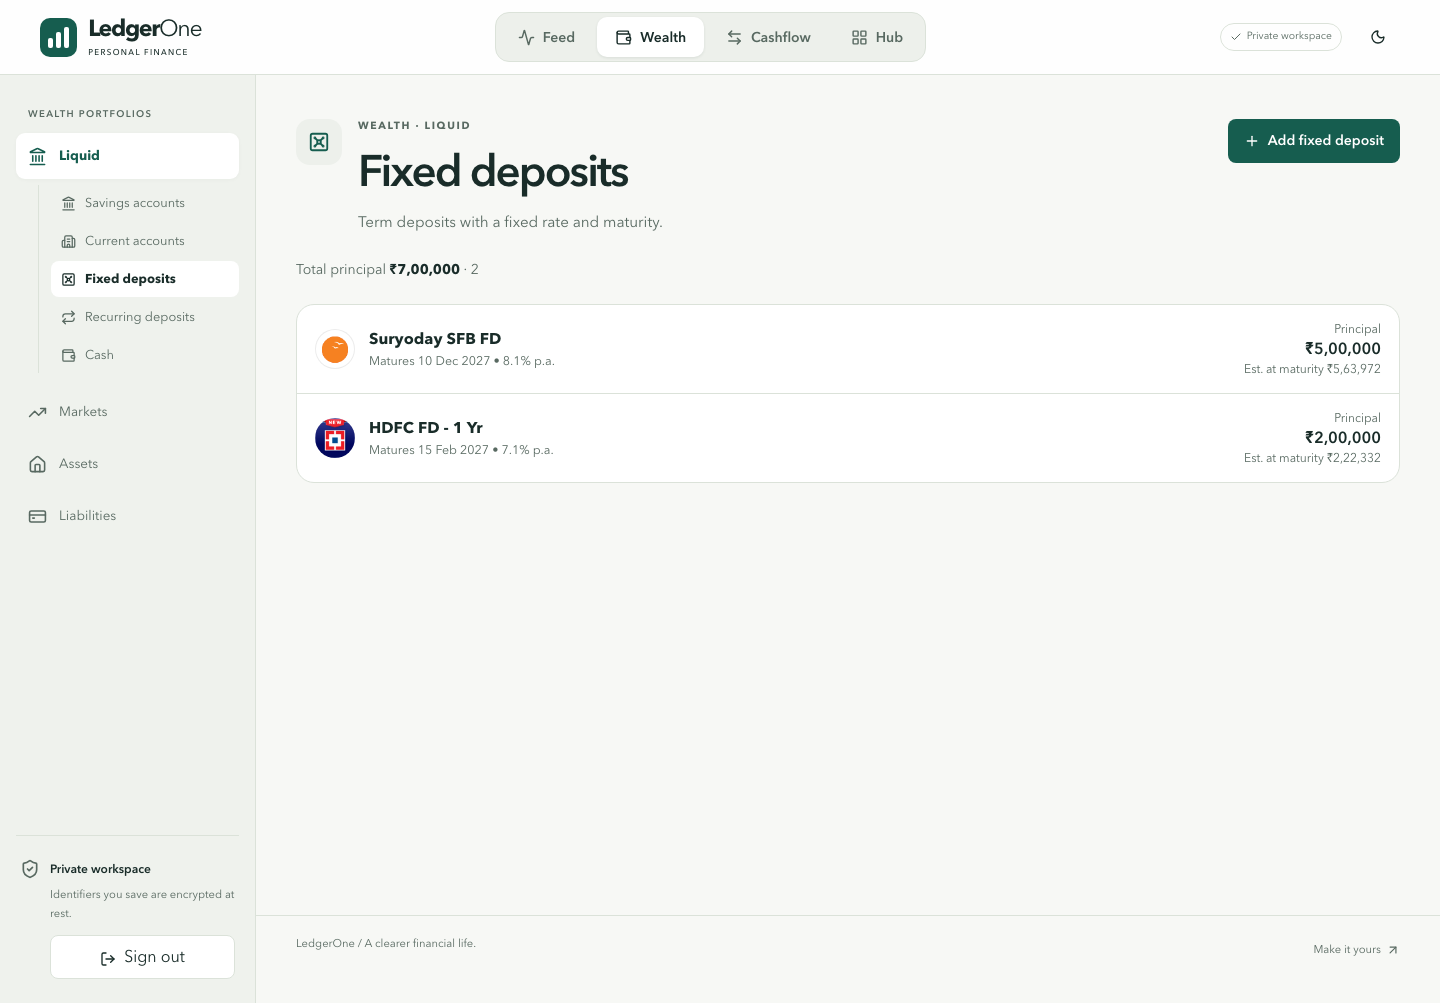 LedgerOne
PERSONAL FINANCE
Feed
Wealth
Cashflow
Hub
Private workspace
WEALTH PORTFOLIOS
Liquid
Savings accounts
Current accounts
Fixed deposits
Recurring deposits
Cash
Markets
Assets
Liabilities
Private workspace
Identifiers you save are encrypted at
rest.
Sign out
WEALTH · LIQUID
Fixed deposits
Term deposits with a fixed rate and maturity.
Add fixed deposit
Total principal ₹7,00,000 · 2
Suryoday SFB FD
Matures 10 Dec 2027 • 8.1% p.a.
Principal
₹5,00,000
Est. at maturity ₹5,63,972
NEW
HDFC FD - 1 Yr
Matures 15 Feb 2027 • 7.1% p.a.
Principal
₹2,00,000
Est. at maturity ₹2,22,332
LedgerOne / A clearer financial life.
Make it yours